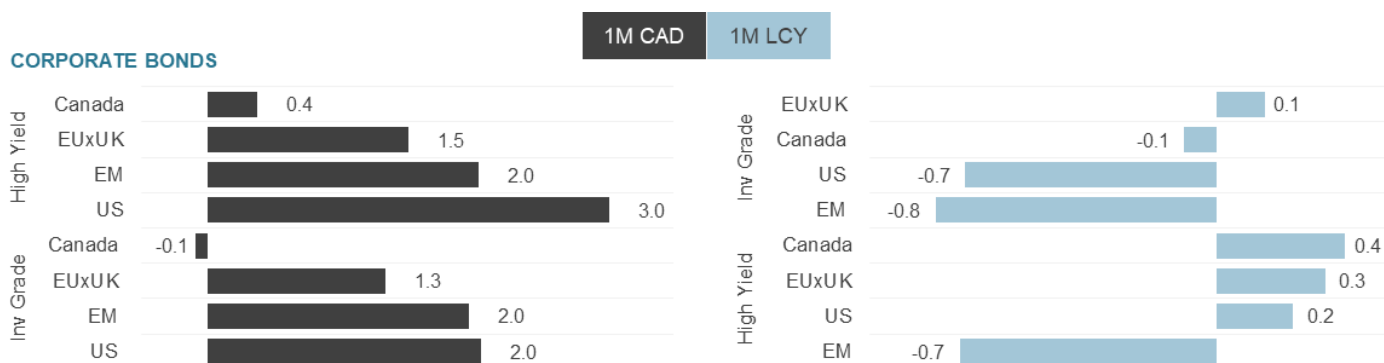 1M CAD 1M LCY
CORPORATE BONDS
High Yield
Canada 0.4
EUxUK 1.5
EM 2.0
US 3.0
Inv Grade
Canada -0.1
EUxUK 1.3
EM 2.0
US 2.0
Inv Grade
EUxUK 0.1
Canada -0.1
US -0.7
EM -0.8
High Yield
Canada 0.4
EUxUK 0.3
US 0.2
EM -0.7